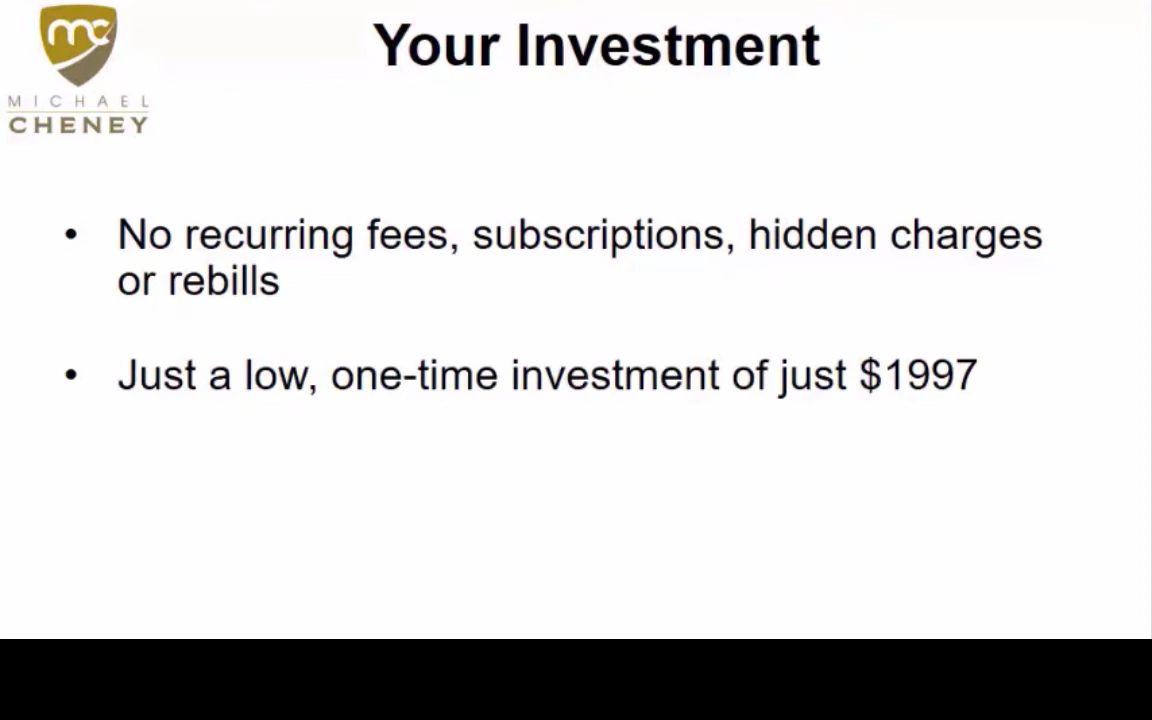 mc
MICHAEL
CHENEY
Your Investment
• No recurring fees, subscriptions, hidden charges
or rebills
• Just a low, one-time investment of just $1997